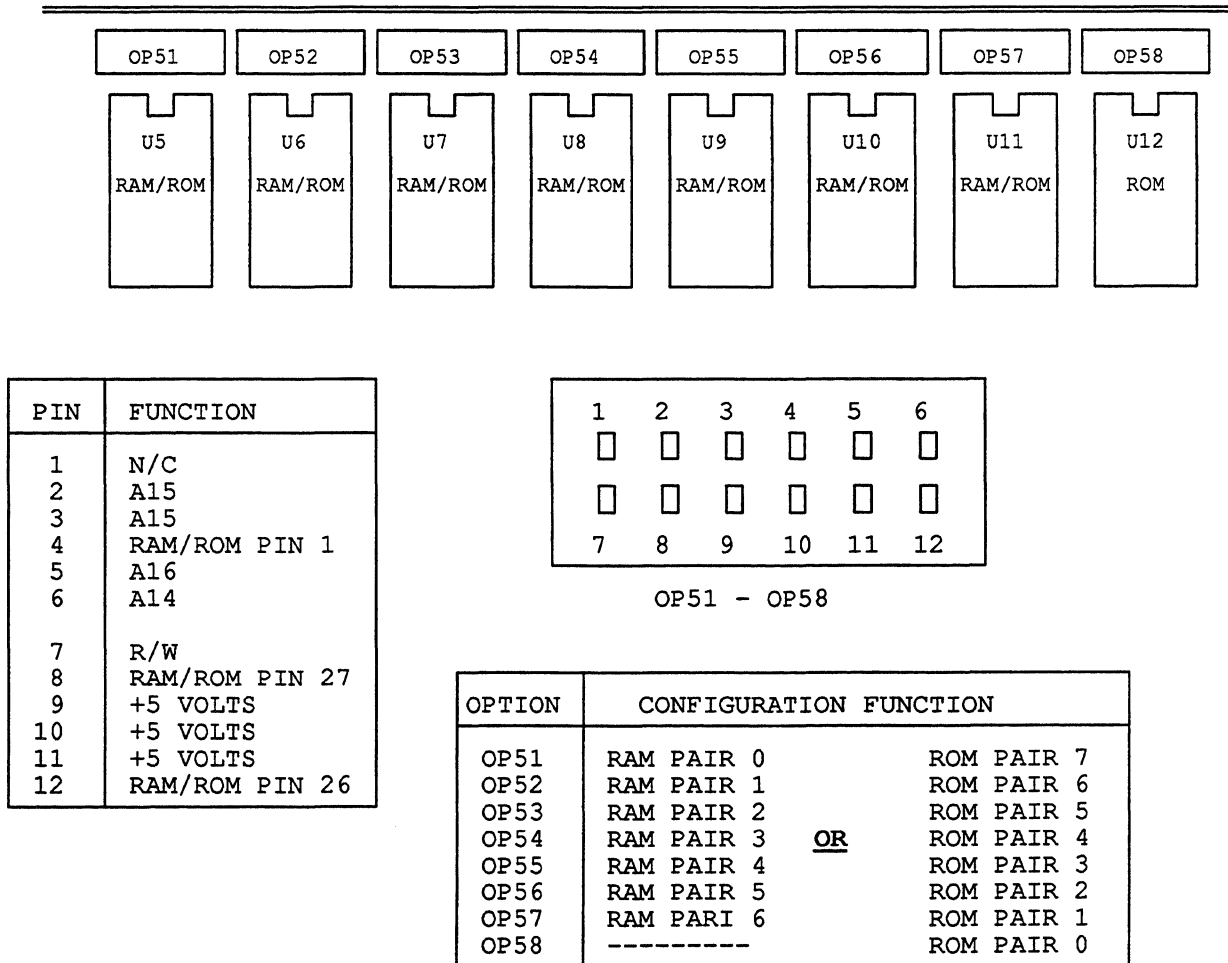 OP51 OP52 OP53 OP54 OP55 OP56 OP57 OP58
U5 U6 U7 U8 U9 U10 U11 U12
RAM/ROM RAM/ROM RAM/ROM RAM/ROM RAM/ROM RAM/ROM RAM/ROM ROM
PIN FUNCTION
1 N/C
2 A15
3 A15
4 RAM/ROM PIN 1
5 A16
6 A14
7 R/W
8 RAM/ROM PIN 27
9 +5 VOLTS
10 +5 VOLTS
11 +5 VOLTS
12 RAM/ROM PIN 26
1 2 3 4 5 6
7 8 9 10 11 12
OP51 - OP58
OPTION CONFIGURATION FUNCTION
OP51 RAM PAIR 0 ROM PAIR 7
OP52 RAM PAIR 1 ROM PAIR 6
OP53 RAM PAIR 2 ROM PAIR 5
OP54 RAM PAIR 3 OR ROM PAIR 4
OP55 RAM PAIR 4 ROM PAIR 3
OP56 RAM PAIR 5 ROM PAIR 2
OP57 RAM PARI 6 ROM PAIR 1
OP58 --------- ROM PAIR 0